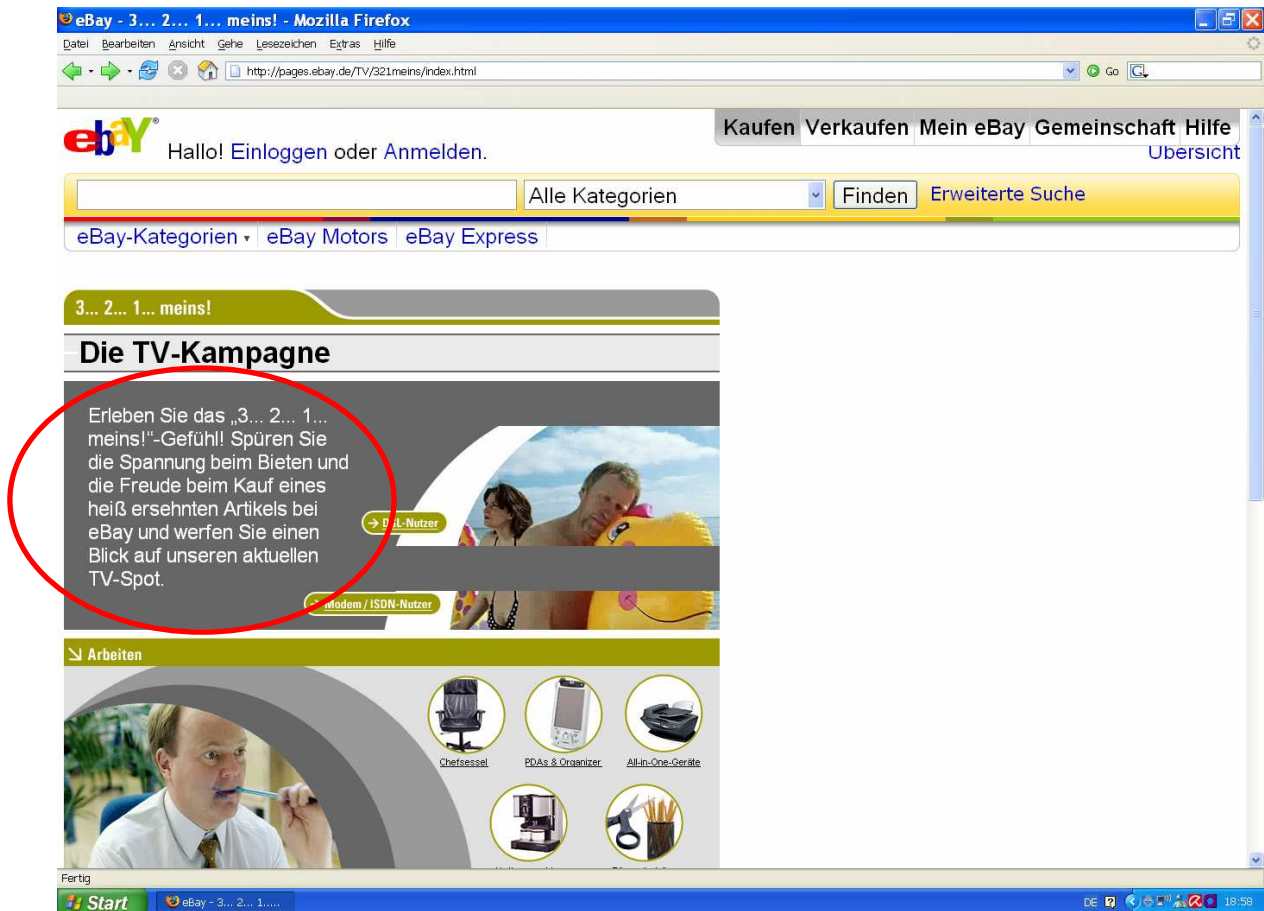 eBay - 3... 2... 1... meins! - Mozilla Firefox
Datei Bearbeiten Ansicht Gehe Lesezeichen Extras Hilfe
http://pages.ebay.de/TV/321meins/index.html
Go
ebaY®
Hallo! Einloggen oder Anmelden.
Kaufen Verkaufen Mein eBay Gemeinschaft Hilfe
Übersicht
Alle Kategorien Finden Erweiterte Suche
eBay-Kategorien eBay Motors eBay Express
3... 2... 1... meins!
Die TV-Kampagne
Erleben Sie das „3... 2... 1...
meins!"-Gefühl! Spüren Sie
die Spannung beim Bieten und
die Freude beim Kauf eines
heiß ersehnten Artikels bei
eBay und werfen Sie einen
Blick auf unseren aktuellen
TV-Spot.
DSL-Nutzer
Modem / ISDN-Nutzer
Arbeiten
Chefsessel PDAs & Organizer All-in-One-Geräte
Fertig
Start eBay - 3... 2... 1..... DE 18:58